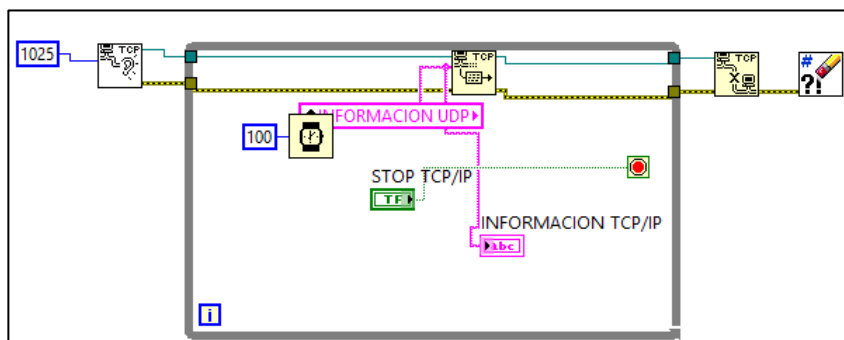 1025
TCP
TCP
TCP
X
#
?!
INFORMACION UDP
100
STOP TCP/IP
TF
INFORMACION TCP/IP
abc
i